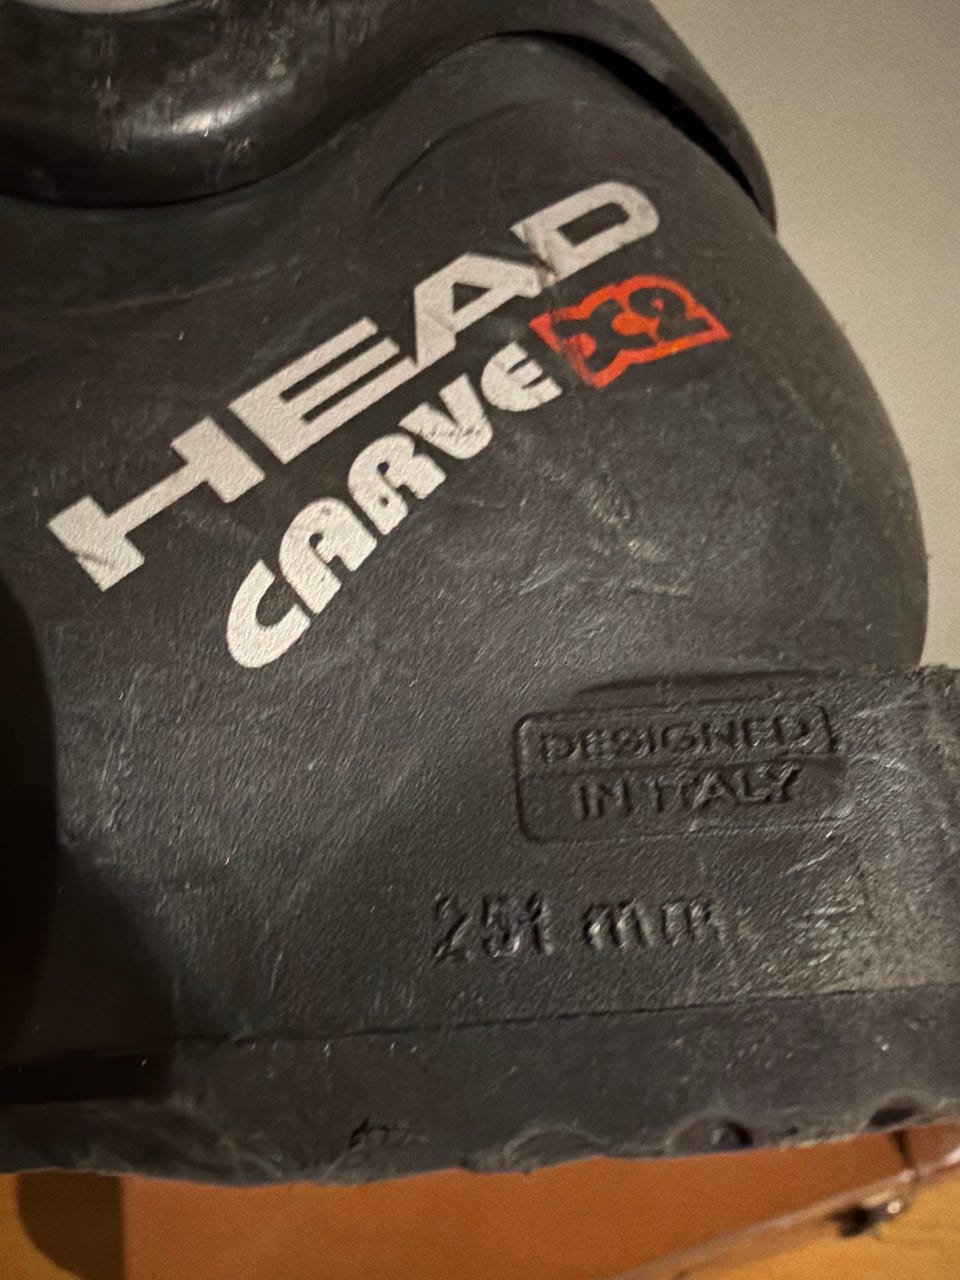 HEAD
CARVE X2
DESIGNED
IN ITALY
251 mm